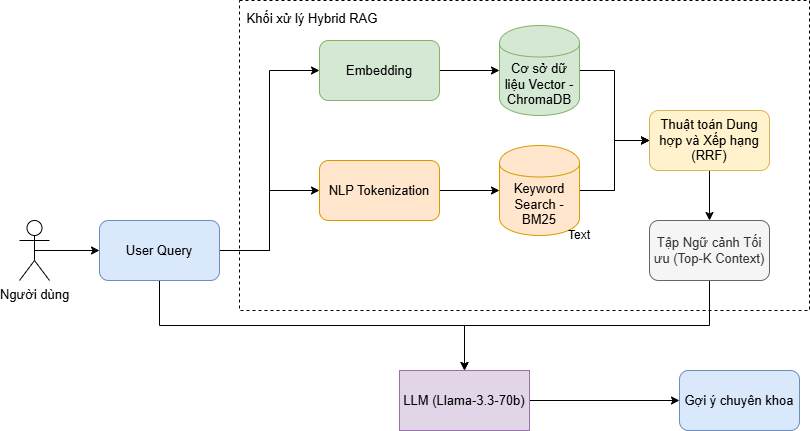 Khối xử lý Hybrid RAG
Embedding
Cơ sở dữ
liệu Vector -
ChromaDB
Thuật toán Dung
hợp và Xếp hạng
(RRF)
NLP Tokenization
Keyword
Search -
BM25
Text
User Query
Người dùng
Tập Ngữ cảnh Tối
ưu (Top-K Context)
LLM (Llama-3.3-70b)
Gợi ý chuyên khoa